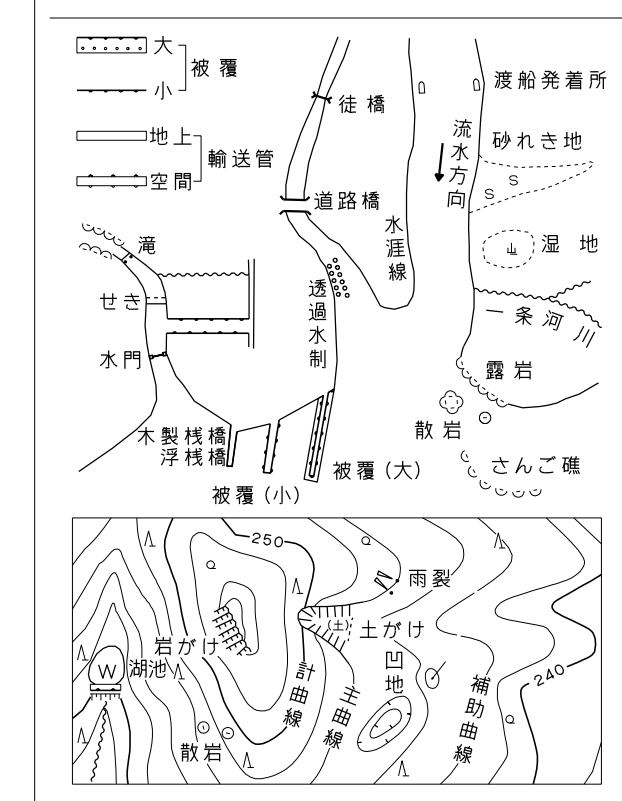 大
被覆
小
地上
輸送管
空間
徒橋
渡船発着所
流水方向
砂れき地
S S
道路橋
水涯線
湿地
滝
せき
透過水制
一条河川
水門
露岩
散岩
木製桟橋
浮桟橋
被覆(大)
さんご礁
被覆(小)
250
雨裂
(土)
土がけ
岩がけ
W
湖池
計曲線
主曲線
凹地
補助曲線
240
散岩